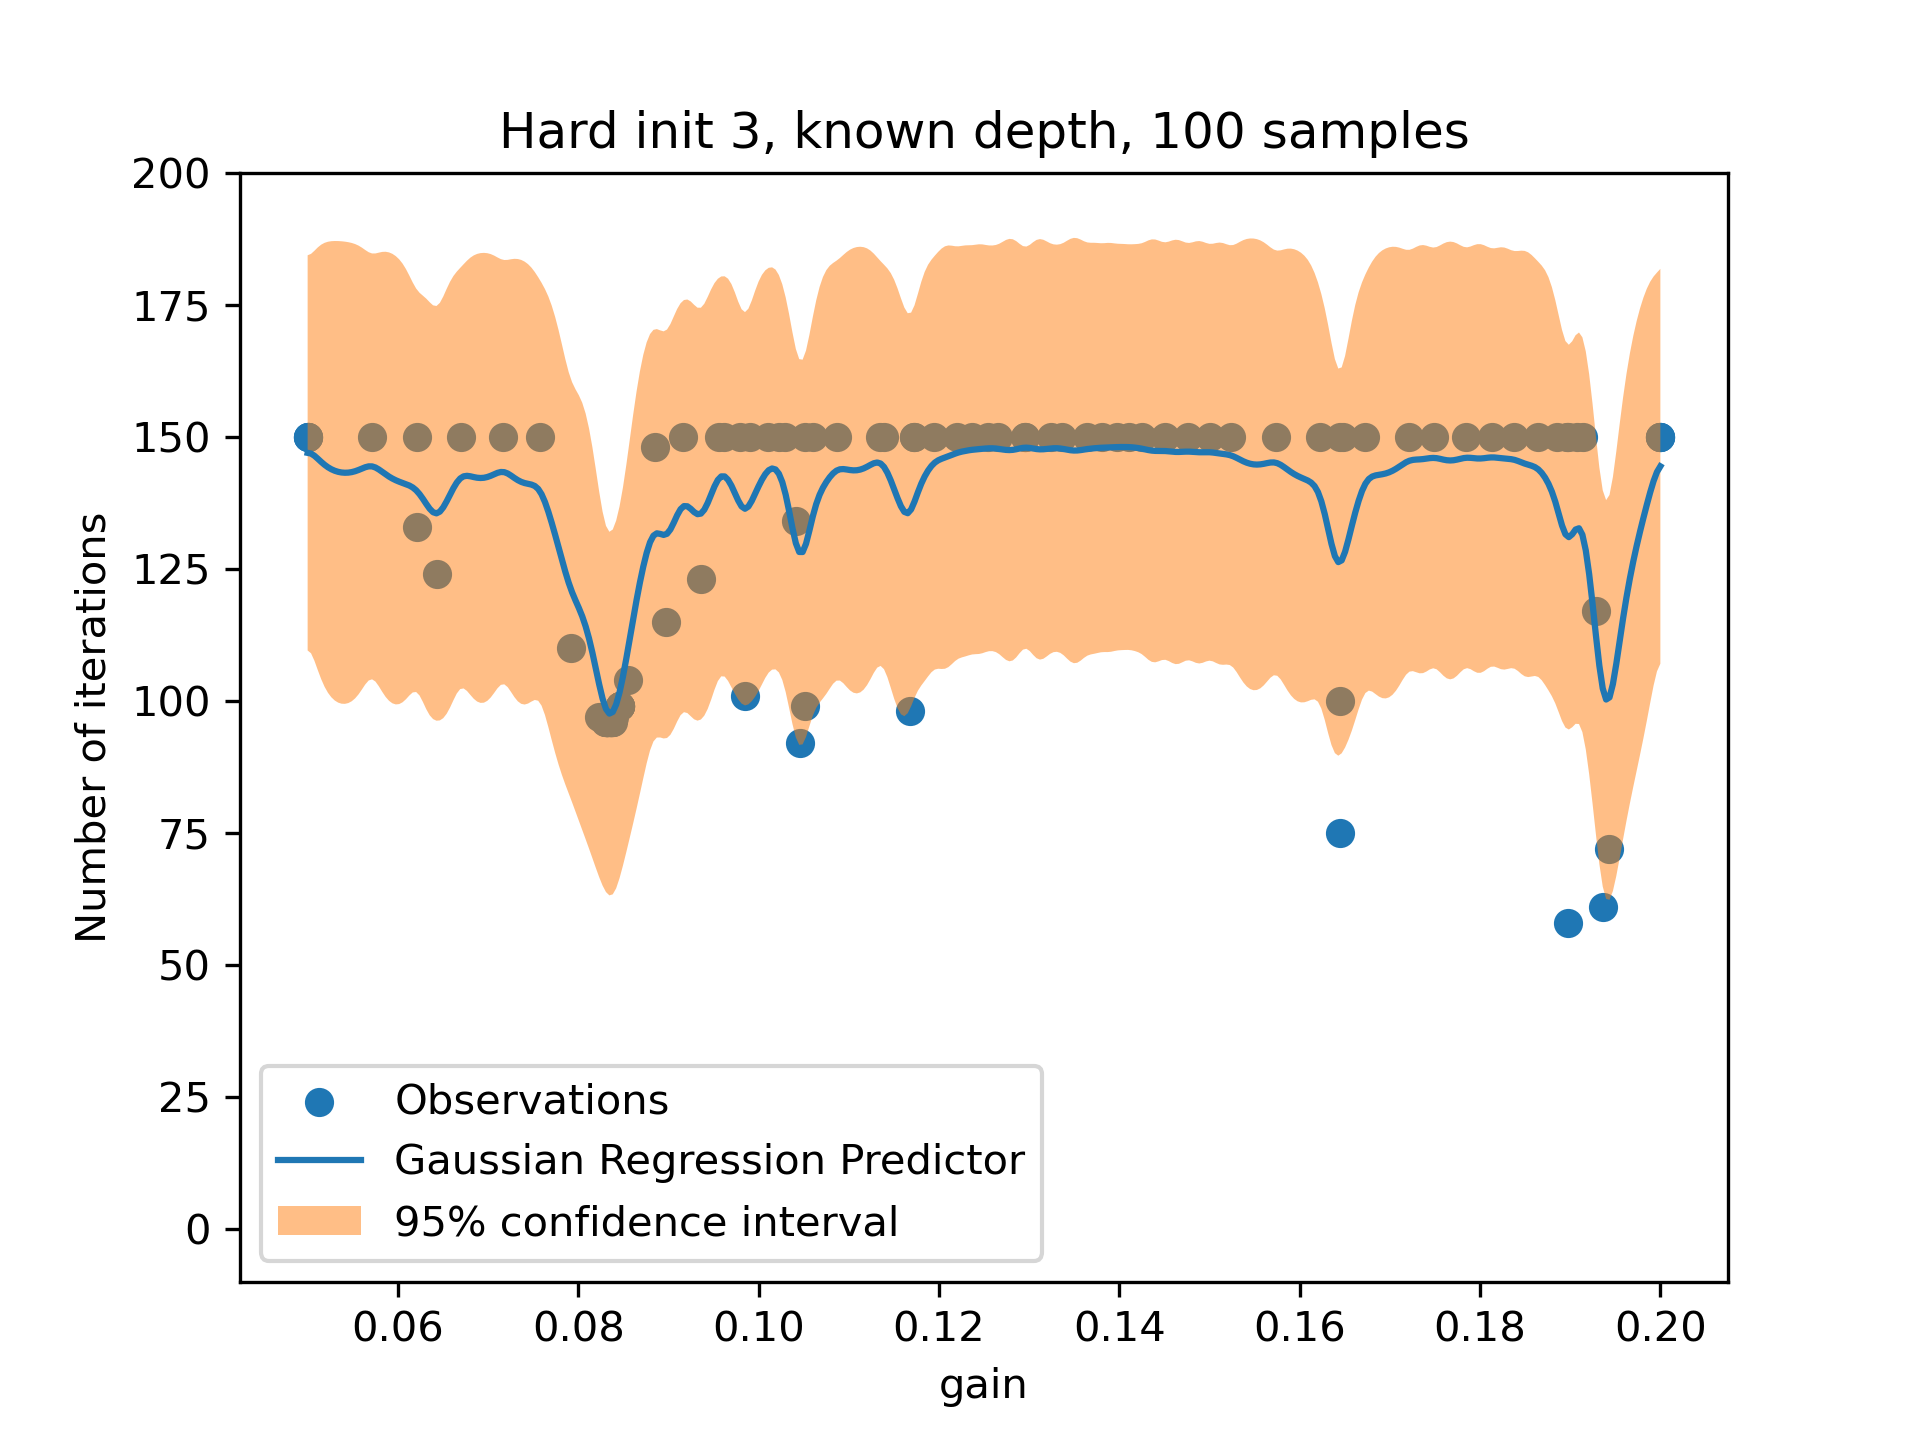 Hard init 3, known depth, 100 samples
200
175
150
125
100
75
50
25
0
Number of iterations
Observations
Gaussian Regression Predictor
95% confidence interval
0.06 0.08 0.10 0.12 0.14 0.16 0.18 0.20
gain